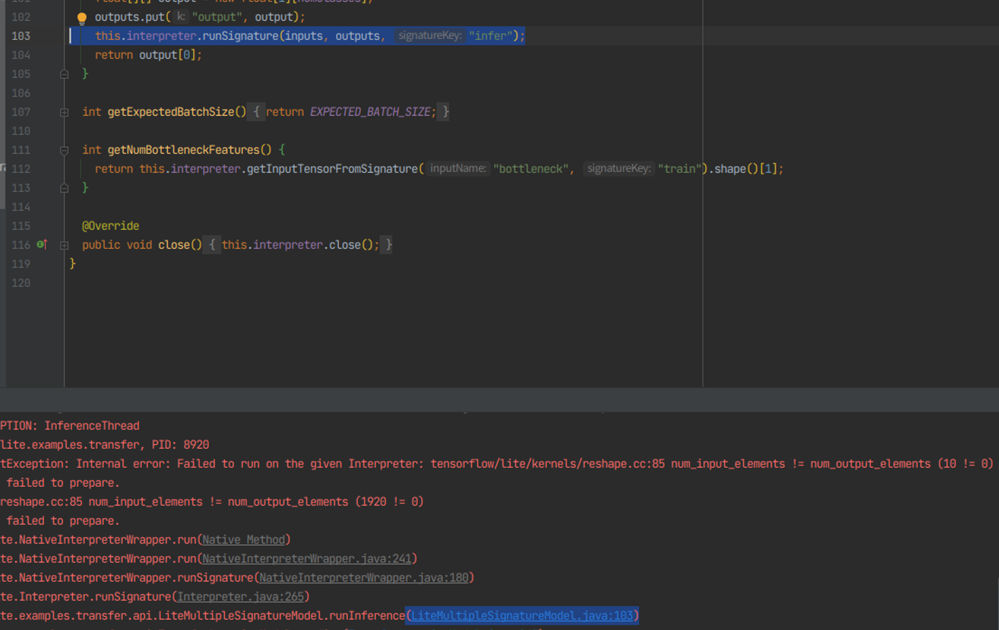 102 outputs.put( k: "output", output);
103 this.interpreter.runSignature(inputs, outputs, signatureKey: "infer");
104 return output[0];
105 }
106
107 int getExpectedBatchSize() { return EXPECTED_BATCH_SIZE; }
110
111 int getNumBottleneckFeatures() {
112 return this.interpreter.getInputTensorFromSignature( inputName: "bottleneck", signatureKey: "train").shape()[1];
113 }
114
115 @Override
116 public void close() { this.interpreter.close(); }
119 }
120
PTION: InferenceThread
lite.examples.transfer, PID: 8920
tException: Internal error: Failed to run on the given Interpreter: tensorflow/lite/kernels/reshape.cc:85 num_input_elements != num_output_elements (10 != 0)
failed to prepare.
reshape.cc:85 num_input_elements != num_output_elements (1920 != 0)
failed to prepare.
te.NativeInterpreterWrapper.run(Native Method)
te.NativeInterpreterWrapper.run(NativeInterpreterWrapper.java:241)
te.NativeInterpreterWrapper.runSignature(NativeInterpreterWrapper.java:180)
te.Interpreter.runSignature(Interpreter.java:265)
te.examples.transfer.api.LiteMultipleSignatureModel.runInference(LiteMultipleSignatureModel.java:103)